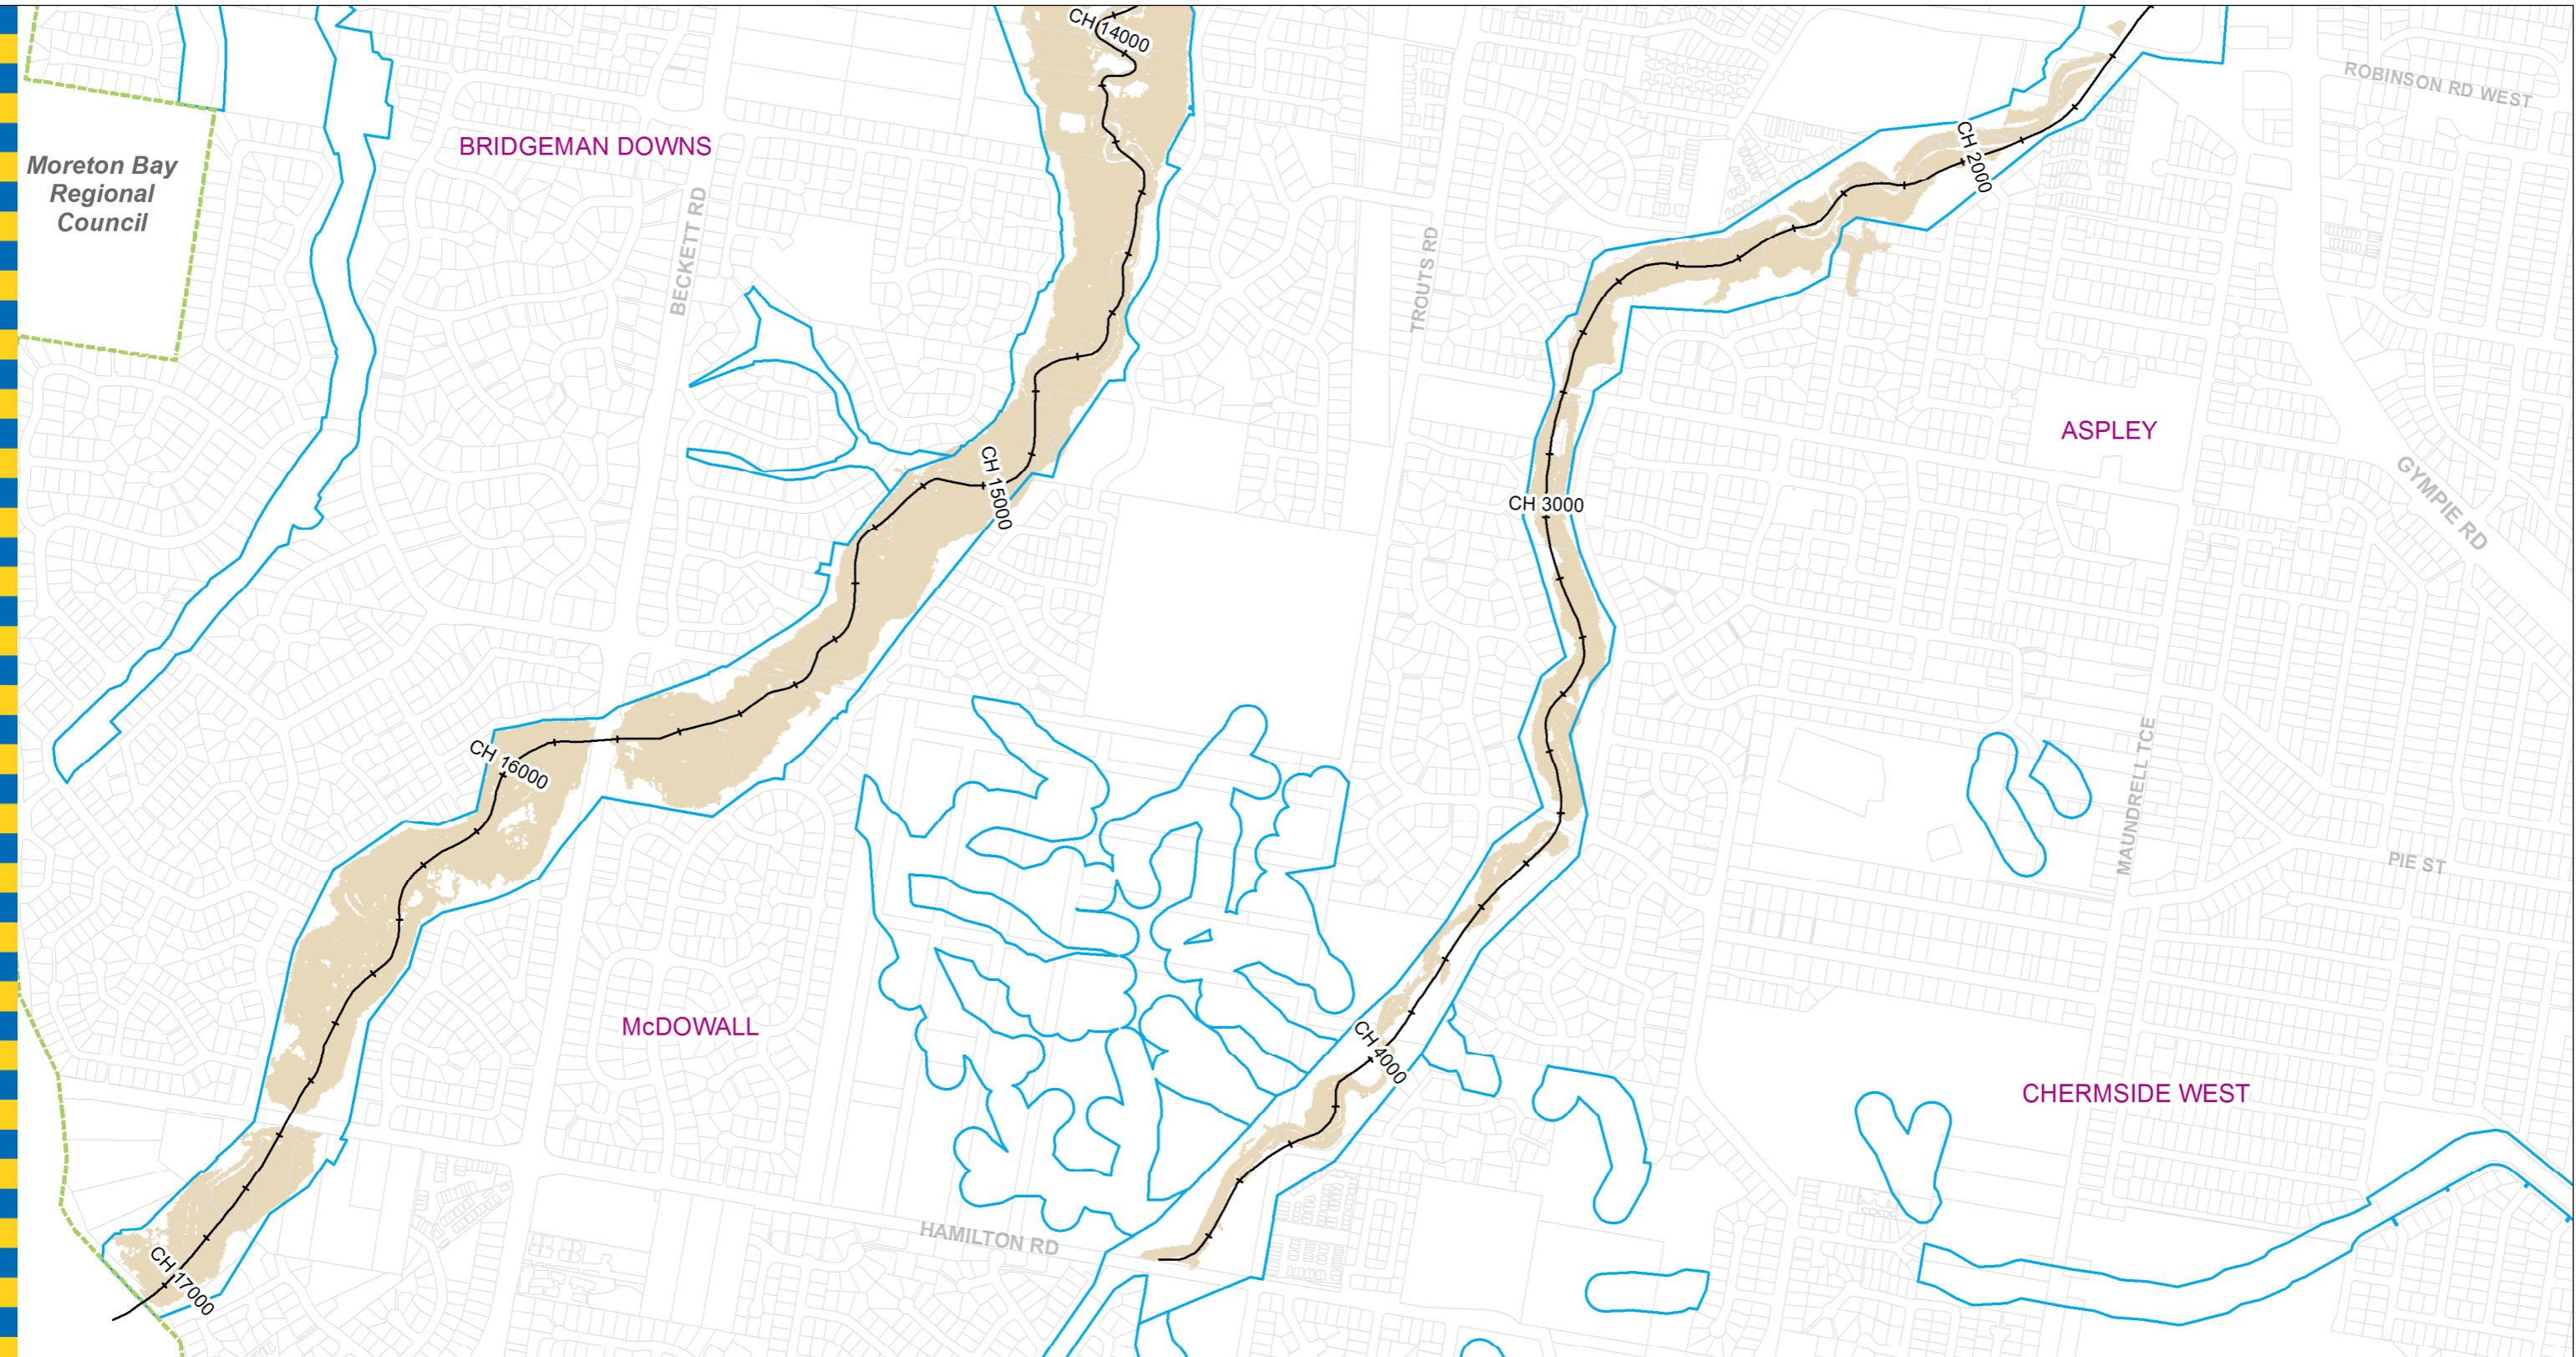 CH 14000
ROBINSON RD WEST
BRIDGEMAN DOWNS
CH 2000
Moreton Bay
Regional
Council
BECKETT RD
TROUTS RD
ASPLEY
GYMPIE RD
CH 15000
CH 3000
CH 16000
MAUNDRELL TCE
PIE ST
McDOWALL
CH 4000
CHERMSIDE WEST
HAMILTON RD
CH 17000